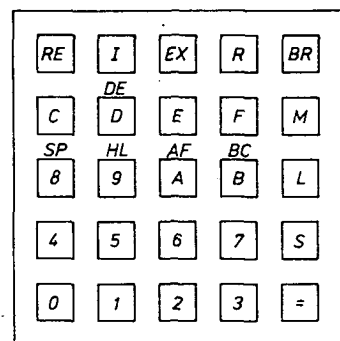 RE I EX R BR
DE
C D E F M
SP HL AF BC
8 9 A B L
4 5 6 7 S
0 1 2 3 =